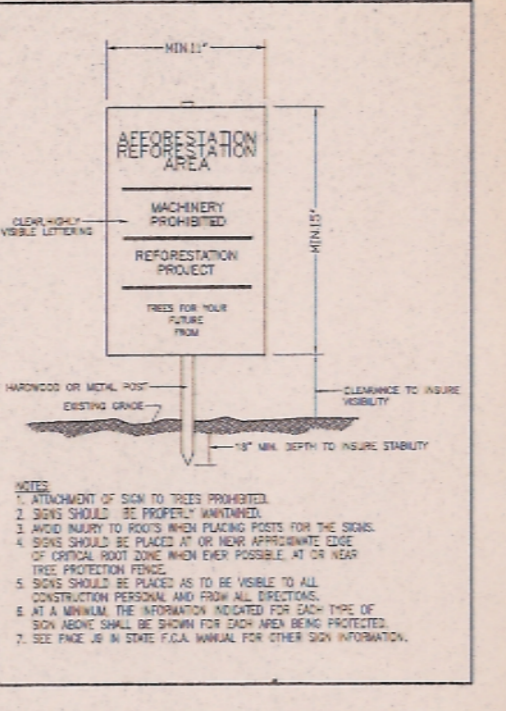 MIN.11"
AFFORESTATION
REFORESTATION
AREA
MACHINERY
PROHIBITED
REFORESTATION
PROJECT
TREES FOR YOUR
FUTURE
FROM
CLEAR,HIGHLY
VISIBLE LETTERING
MIN.15"
HARDWOOD OR METAL POST
EXISTING GRADE
CLEARANCE TO INSURE
VISIBILITY
18" MIN. DEPTH TO INSURE STABILITY
NOTES
1. ATTACHMENT OF SIGN TO TREES PROHIBITED.
2. SIGNS SHOULD BE PROPERLY MAINTAINED.
3. AVOID INJURY TO ROOTS WHEN PLACING POSTS FOR THE SIGNS.
4. SIGNS SHOULD BE PLACED AT OR NEAR APPROXIMATE EDGE
OF CRITICAL ROOT ZONE WHEN EVER POSSIBLE, AT OR NEAR
TREE PROTECTION FENCE.
5. SIGNS SHOULD BE PLACED AS TO BE VISIBLE TO ALL
CONSTRUCTION PERSONAL AND FROM ALL DIRECTIONS.
6. AT A MINIMUM, THE INFORMATION INDICATED FOR EACH TYPE OF
SIGN ABOVE SHALL BE SHOWN FOR EACH AREA BEING PROTECTED.
7. SEE PAGE J9 IN STATE F.C.A. MANUAL FOR OTHER SIGN INFORMATION.